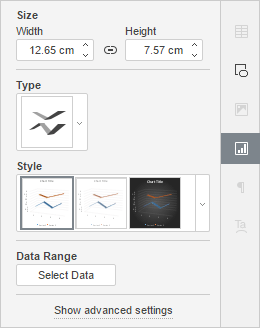 Size
Width Height
12.65 cm 7.57 cm
Type
Style
Chart Title
Data Range
Select Data
Show advanced settings
Ta